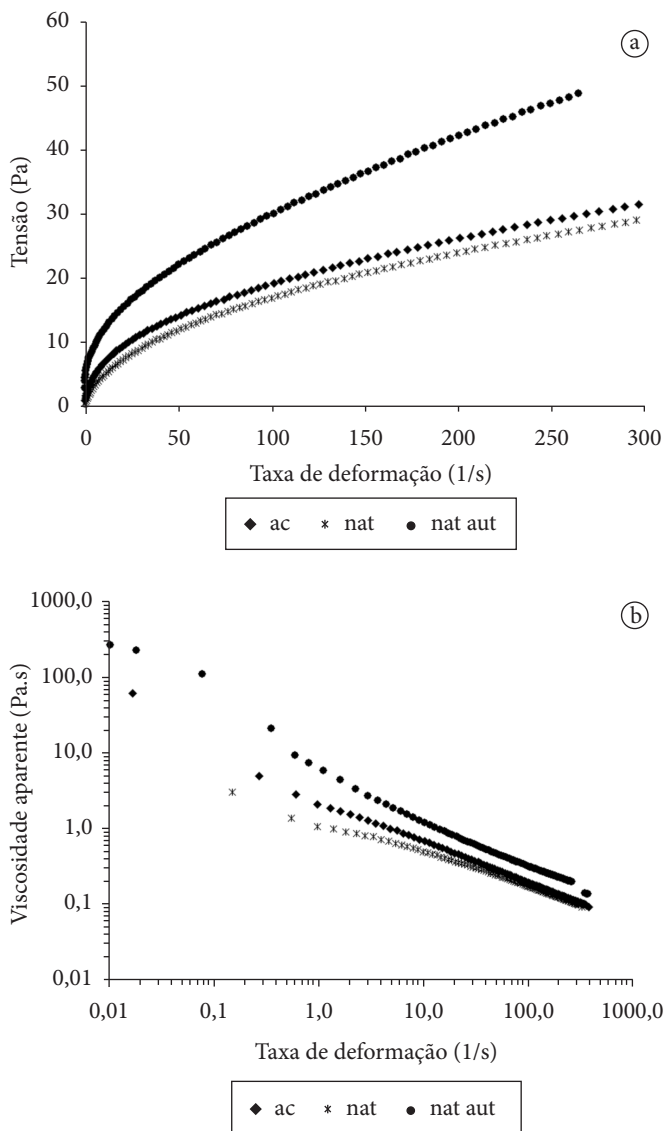 60
50
40
30
20
10
0
Tensão (Pa)
a
0 50 100 150 200 250 300
Taxa de deformação (1/s)
ac nat nat aut
1000,0
100,0
10,0
1,0
0,1
0,01
Viscosidade aparente (Pa.s)
b
0,01 0,1 1,0 10,0 100,0 1000,0
Taxa de deformação (1/s)
ac nat nat aut